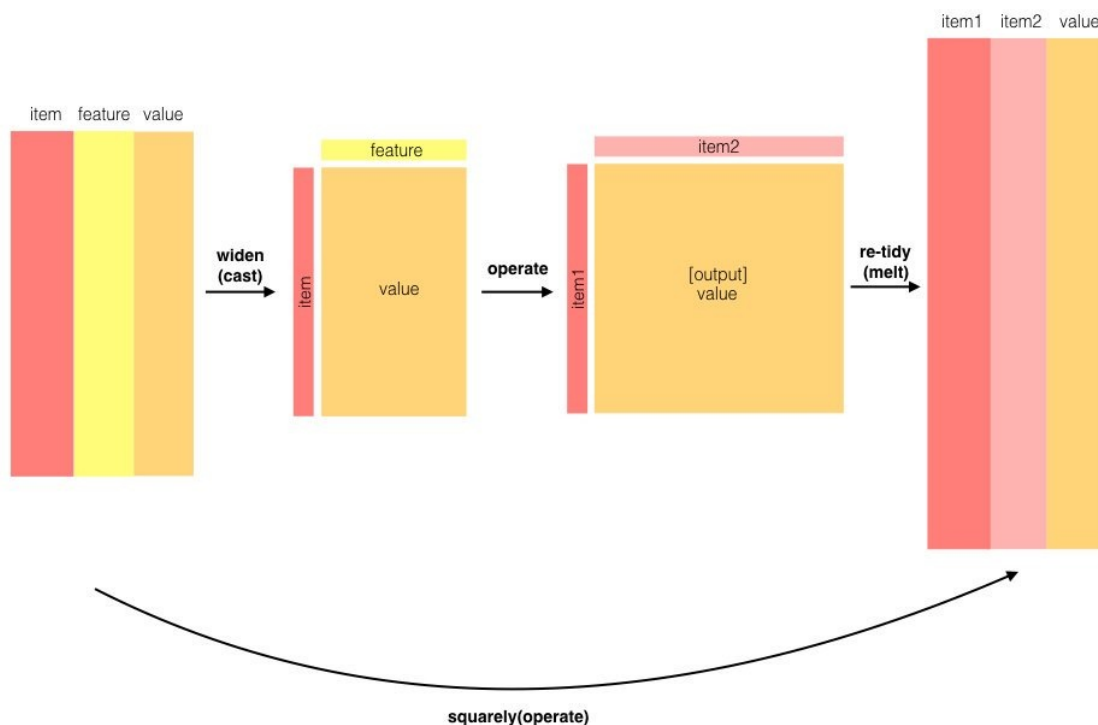 item feature value
widen
(cast)
feature
item
value
operate
item2
item1
[output]
value
re-tidy
(melt)
item1 item2 value
squarely(operate)